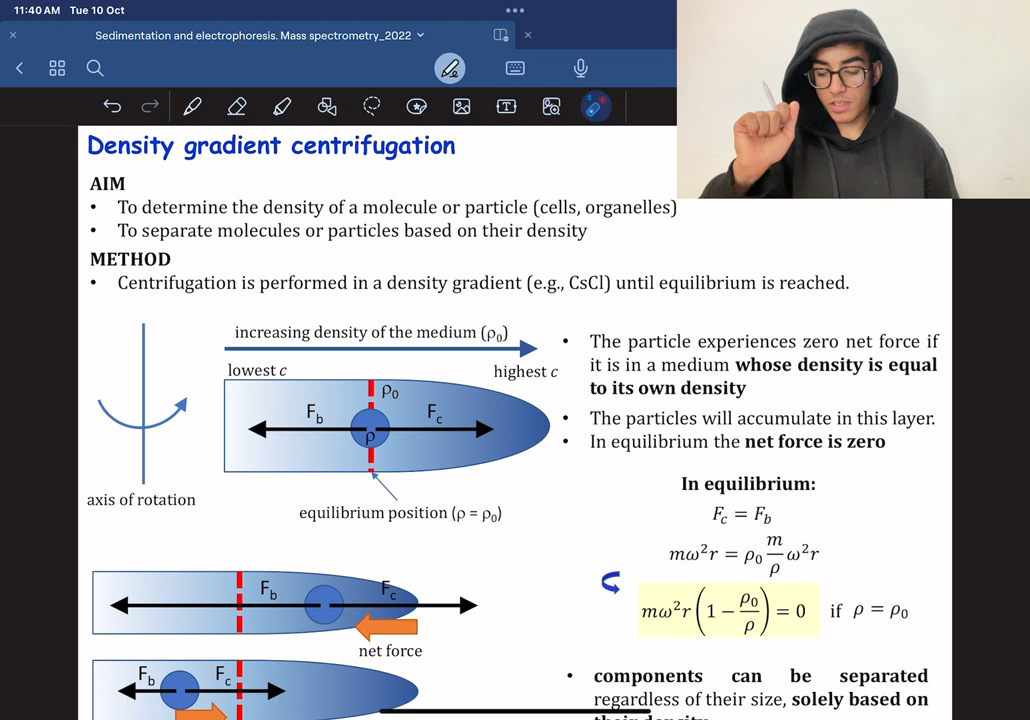 11:40 AM Tue 10 Oct
Sedimentation and electrophoresis. Mass spectrometry_2022
Density gradient centrifugation
AIM
• To determine the density of a molecule or particle (cells, organelles)
• To separate molecules or particles based on their density
METHOD
• Centrifugation is performed in a density gradient (e.g., CsCl) until equilibrium is reached.
increasing density of the medium (ρ₀)
lowest c
highest c
ρ₀
F_b
F_c
ρ
axis of rotation
equilibrium position (ρ = ρ₀)
F_b
F_c
net force
F_b
F_c
• The particle experiences zero net force if
it is in a medium whose density is equal
to its own density
• The particles will accumulate in this layer.
• In equilibrium the net force is zero
In equilibrium:
F_c = F_b
mω²r = ρ₀ m/ρ ω²r
mω²r(1 − ρ₀/ρ) = 0 if ρ = ρ₀
• components can be separated
regardless of their size, solely based on
their density